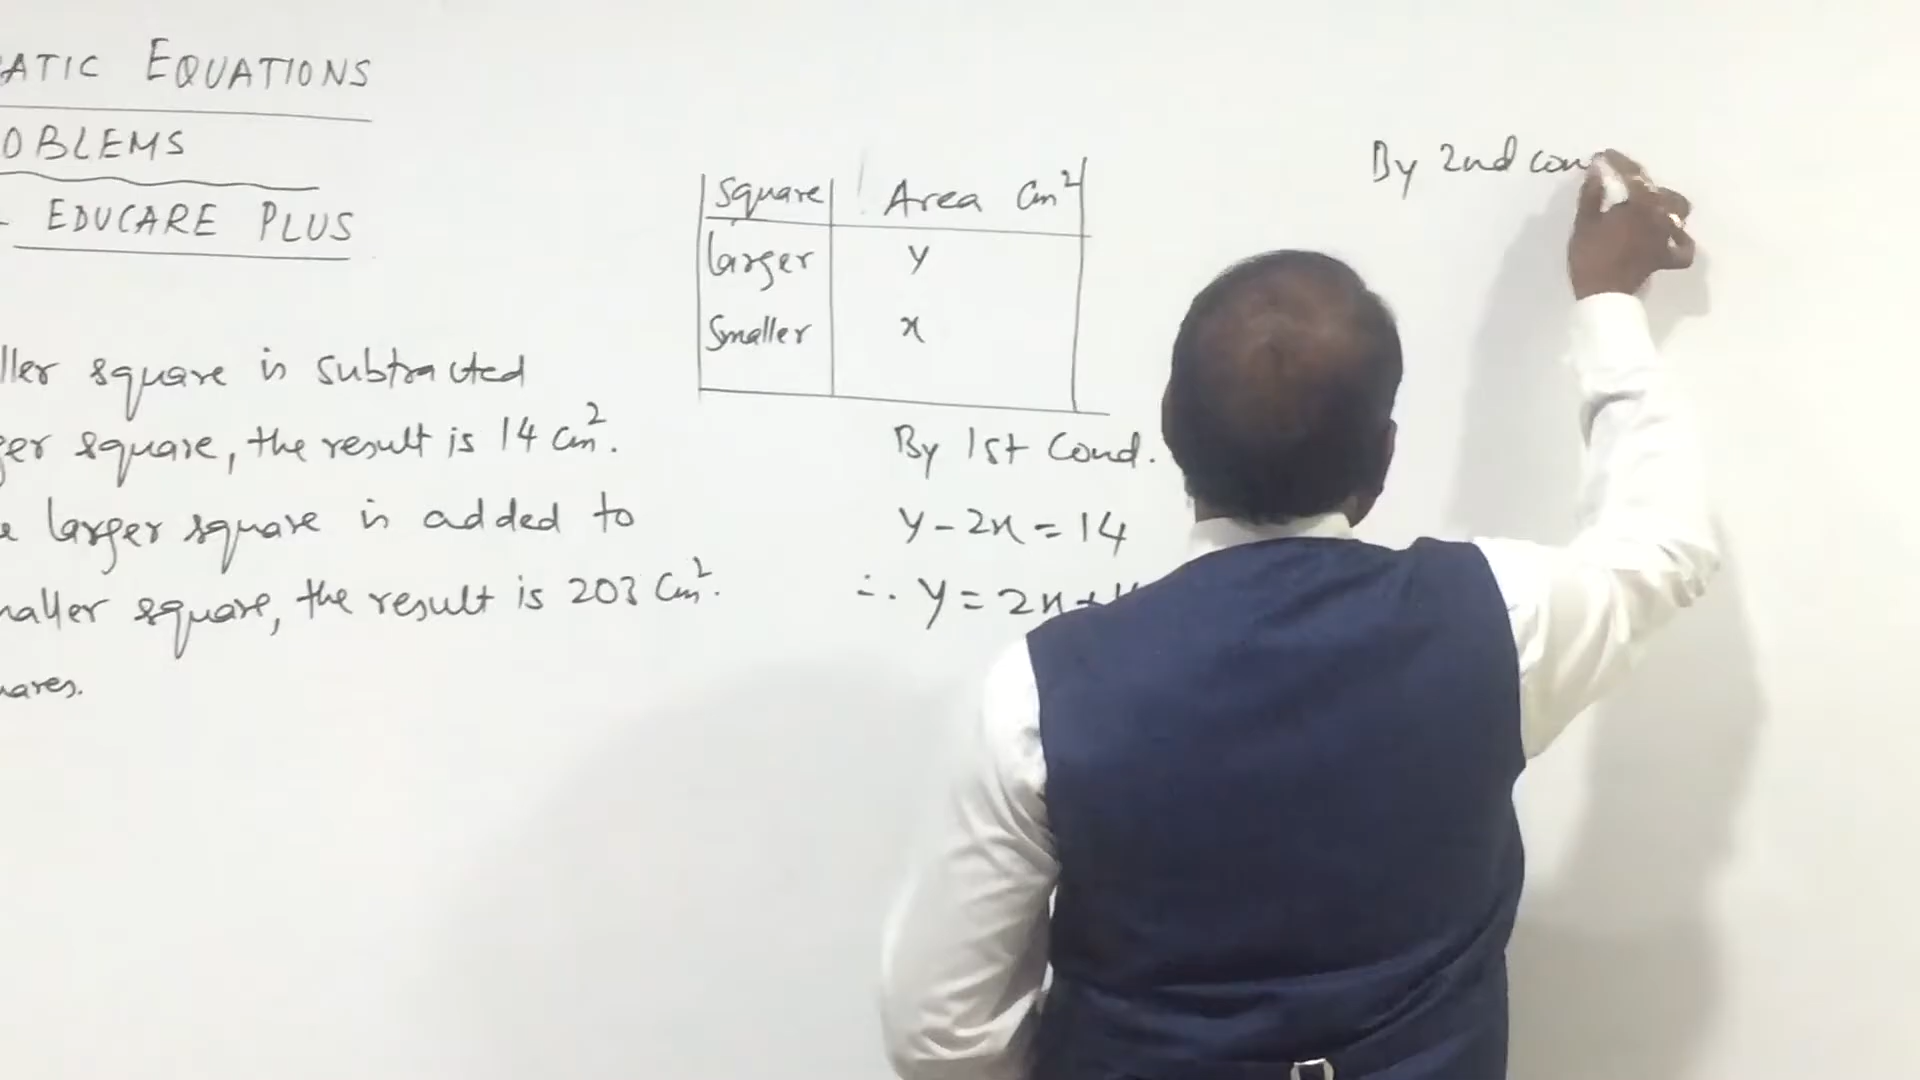 ATIC EQUATIONS
OBLEMS
- EDUCARE PLUS
ller square is subtracted
ger square, the result is 14 cm².
e larger square is added to
maller square, the result is 203 cm².
uares.
square Area cm²
larger y
smaller x
By 1st Cond.
y - 2x = 14
∴ y = 2x +
By 2nd con